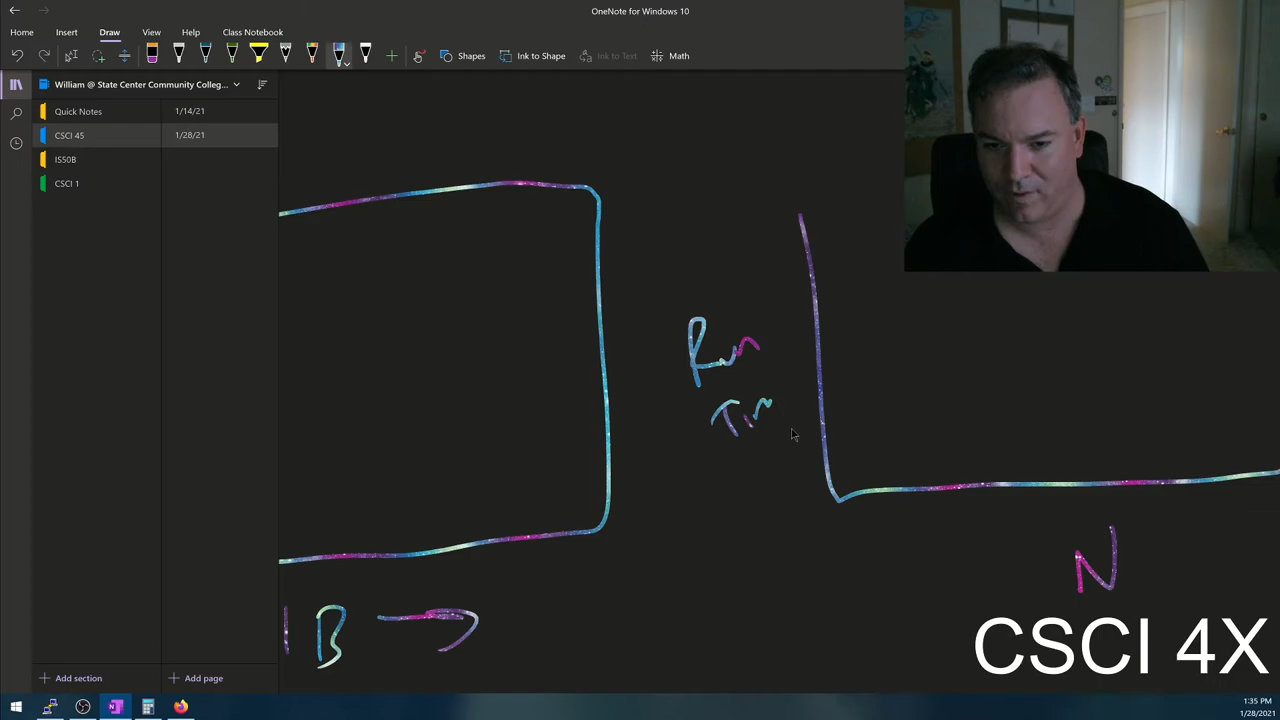 OneNote for Windows 10
Home Insert Draw View Help Class Notebook
Shapes Ink to Shape Ink to Text Math
William @ State Center Community Colleg...
Quick Notes
CSCI 45
IS50B
CSCI 1
1/14/21
1/28/21
Run
Tim
B
N
CSCI 4X
Add section Add page
1:35 PM
1/28/2021